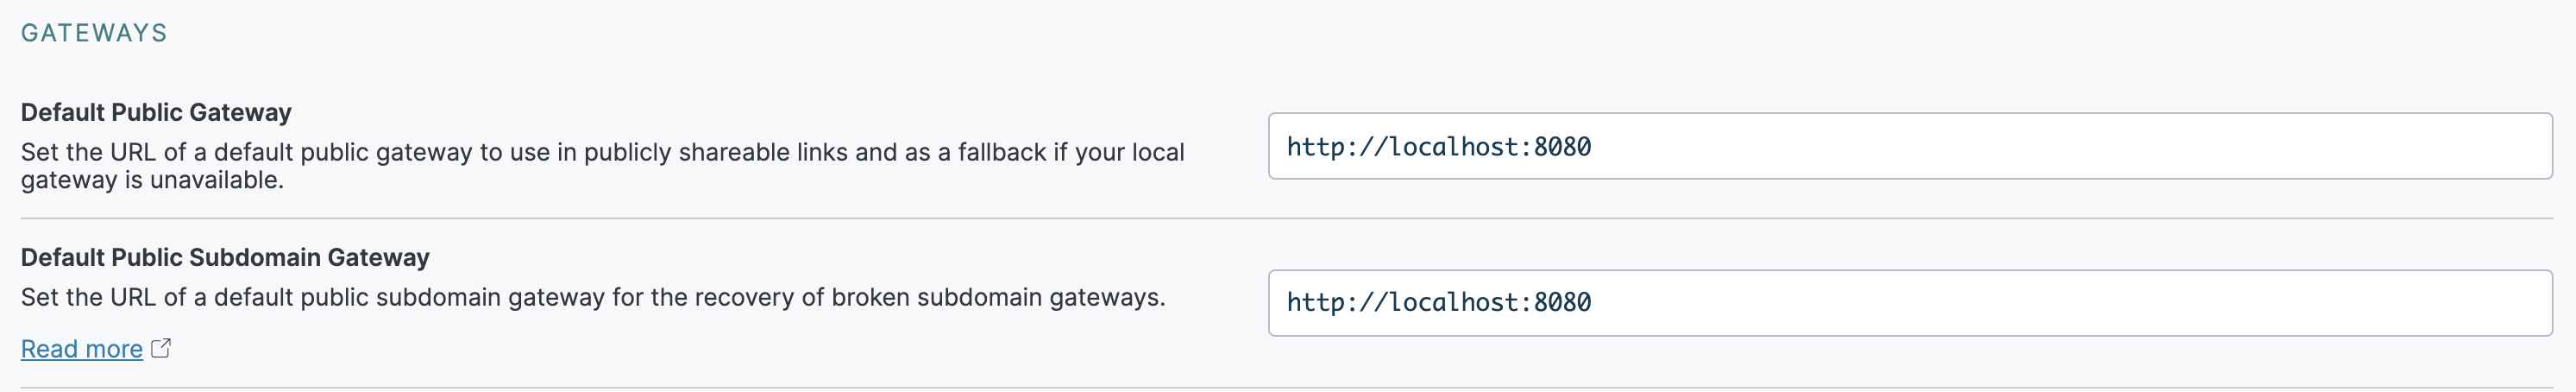 GATEWAYS
Default Public Gateway
Set the URL of a default public gateway to use in publicly shareable links and as a fallback if your local
gateway is unavailable.
http://localhost:8080
Default Public Subdomain Gateway
Set the URL of a default public subdomain gateway for the recovery of broken subdomain gateways.
http://localhost:8080
Read more